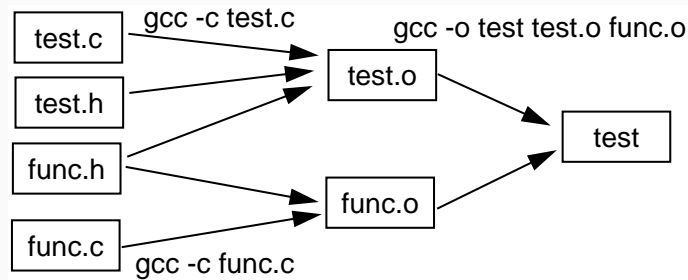 gcc -c test.c
gcc -o test test.o func.o
test.c
test.h
test.o
func.h
test
func.o
func.c
gcc -c func.c